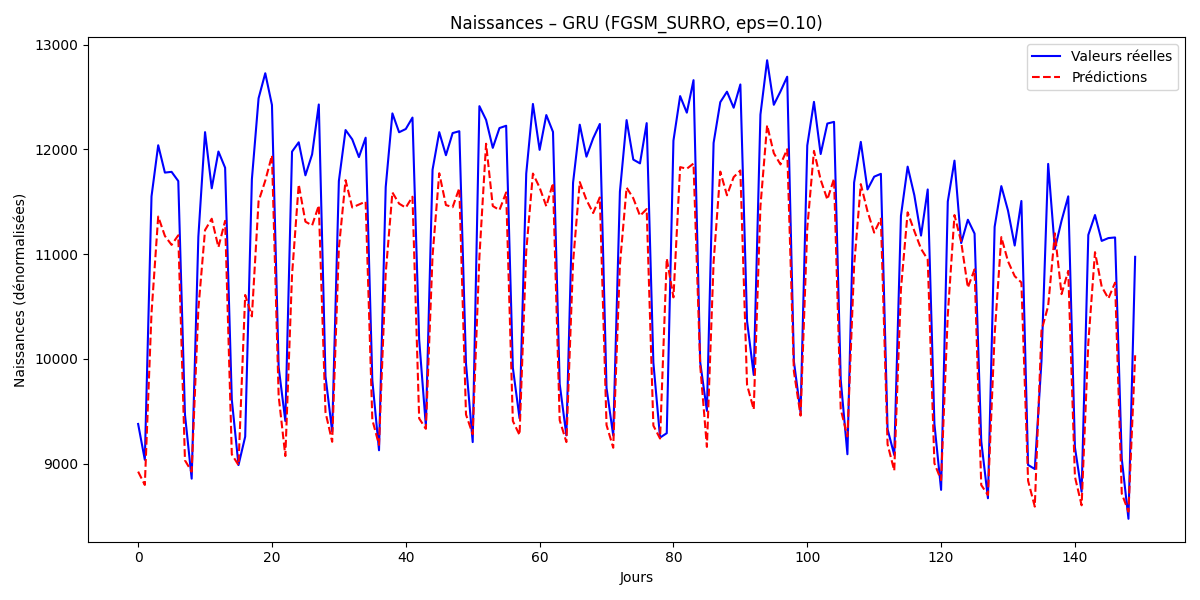 Naissances – GRU (FGSM_SURRO, eps=0.10)
Valeurs réelles
Prédictions
Naissances (dénormalisées)
13000
12000
11000
10000
9000
0 20 40 60 80 100 120 140
Jours